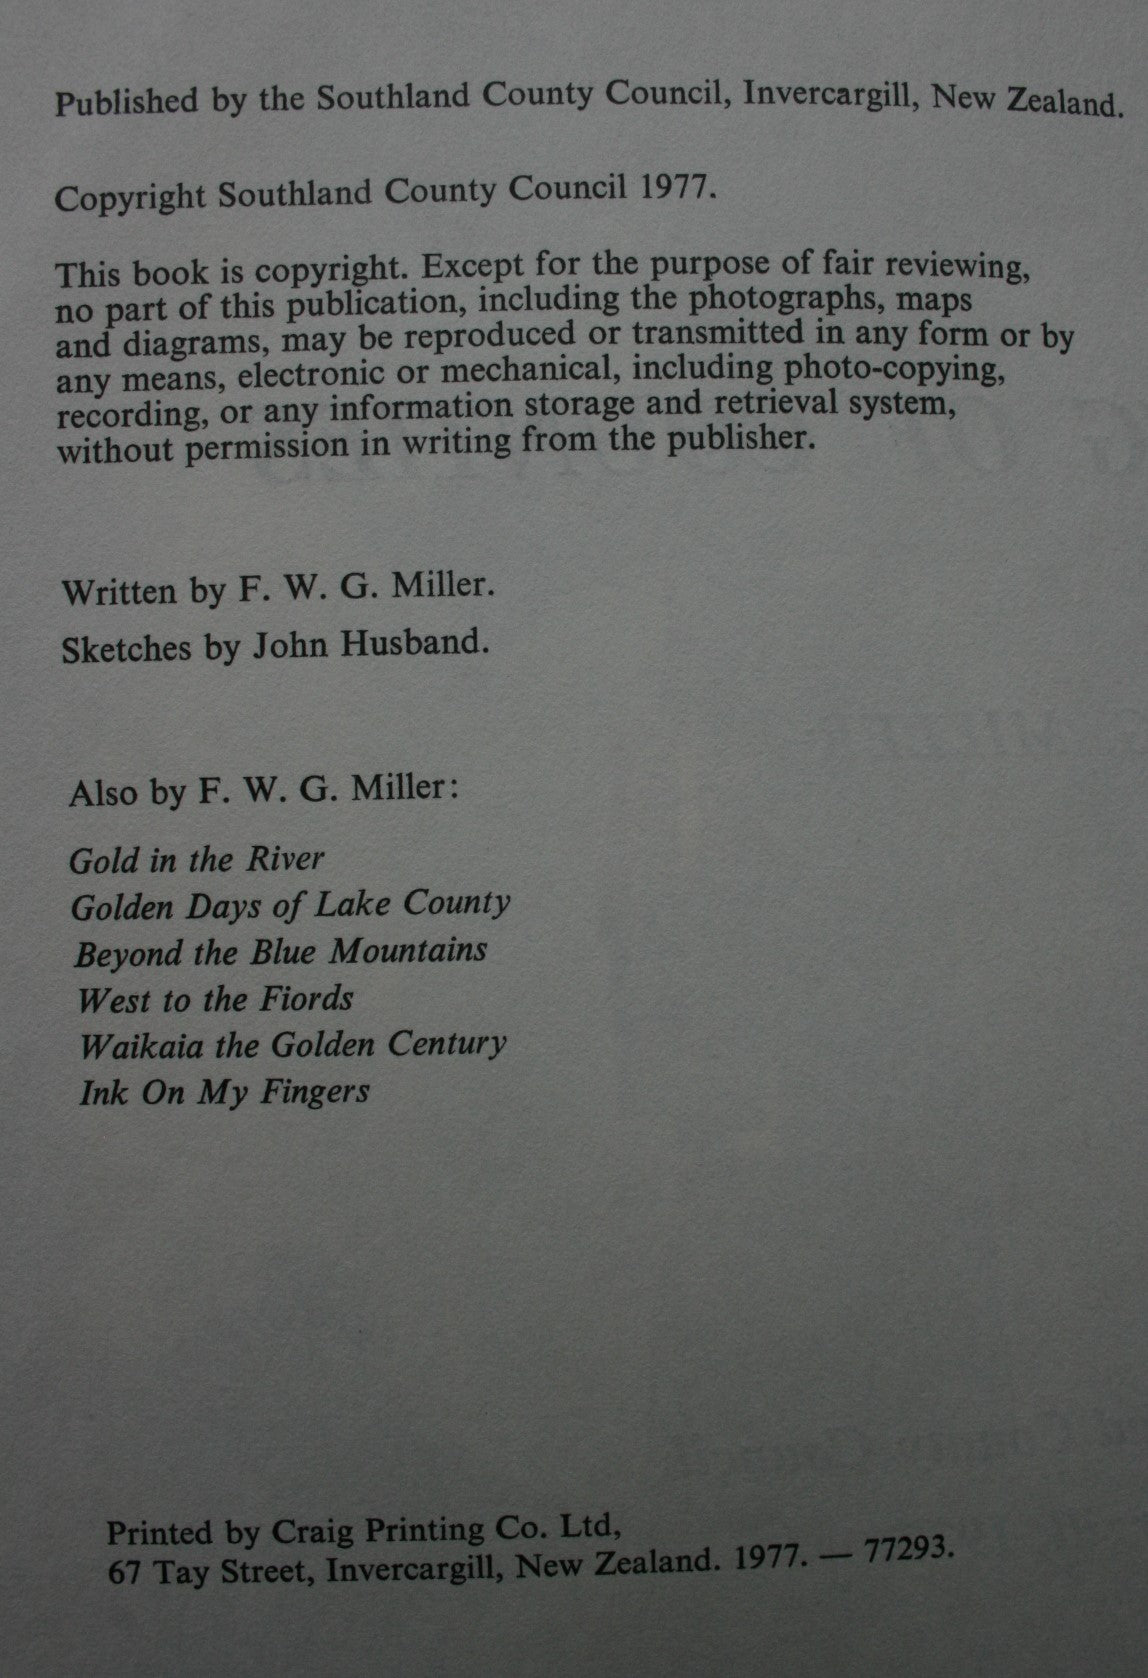 Published by the Southland County Council, Invercargill, New Zealand.
Copyright Southland County Council 1977.
This book is copyright. Except for the purpose of fair reviewing,
no part of this publication, including the photographs, maps
and diagrams, may be reproduced or transmitted in any form or by
any means, electronic or mechanical, including photo-copying,
recording, or any information storage and retrieval system,
without permission in writing from the publisher.
Written by F. W. G. Miller.
Sketches by John Husband.
Also by F. W. G. Miller:
Gold in the River
Golden Days of Lake County
Beyond the Blue Mountains
West to the Fiords
Waikaia the Golden Century
Ink On My Fingers
Printed by Craig Printing Co. Ltd,
67 Tay Street, Invercargill, New Zealand. 1977. — 77293.